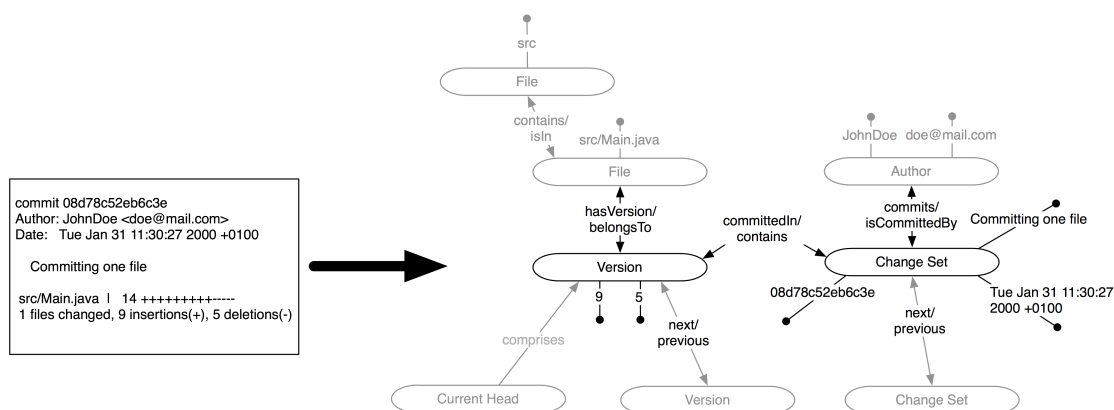 commit 08d78c52eb6c3e
Author: JohnDoe <doe@mail.com>
Date:   Tue Jan 31 11:30:27 2000 +0100
Committing one file
src/Main.java |   14 +++++++++-----
1 files changed, 9 insertions(+), 5 deletions(-)
src
File
contains/
isIn
src/Main.java
File
hasVersion/
belongsTo
Version
9
5
comprises
next/
previous
Current Head
Version
committedIn/
contains
JohnDoe
doe@mail.com
Author
commits/
isCommittedBy
Committing one file
Change Set
08d78c52eb6c3e
Tue Jan 31 11:30:27
2000 +0100
next/
previous
Change Set